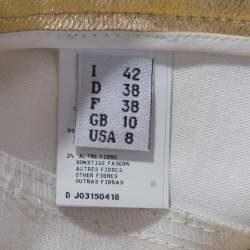 I 42
D 38
F 38
GB 10
USA 8
2% ALTRE FIBRE
SONSTIGE FASERN
AUTRES FIBRES
OTHER FIBRES
OUTRAS FIBRAS
D J03150418